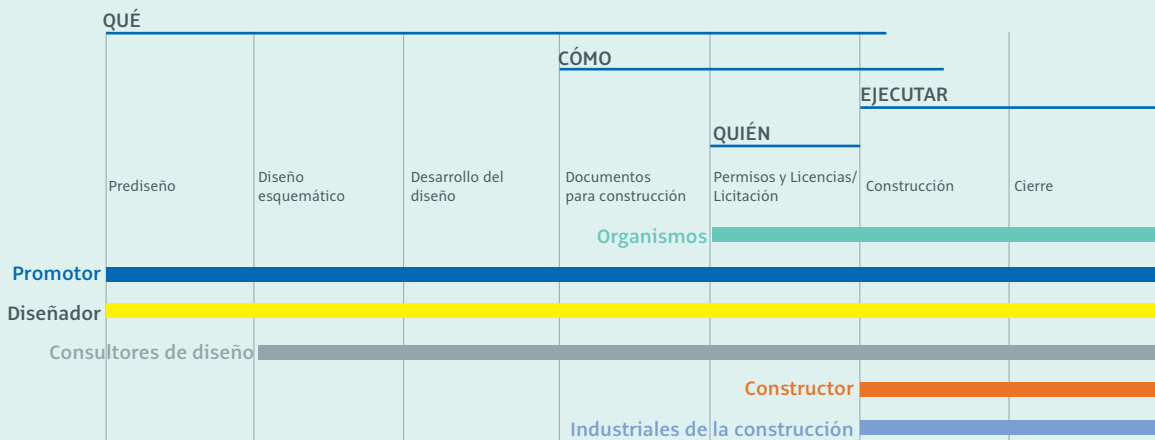 QUÉ
CÓMO
EJECUTAR
QUIÉN
Prediseño
Diseño
esquemático
Desarrollo del
diseño
Documentos
para construcción
Permisos y Licencias/
Licitación
Construcción
Cierre
Organismos
Promotor
Diseñador
Consultores de diseño
Constructor
Industriales de la construcción